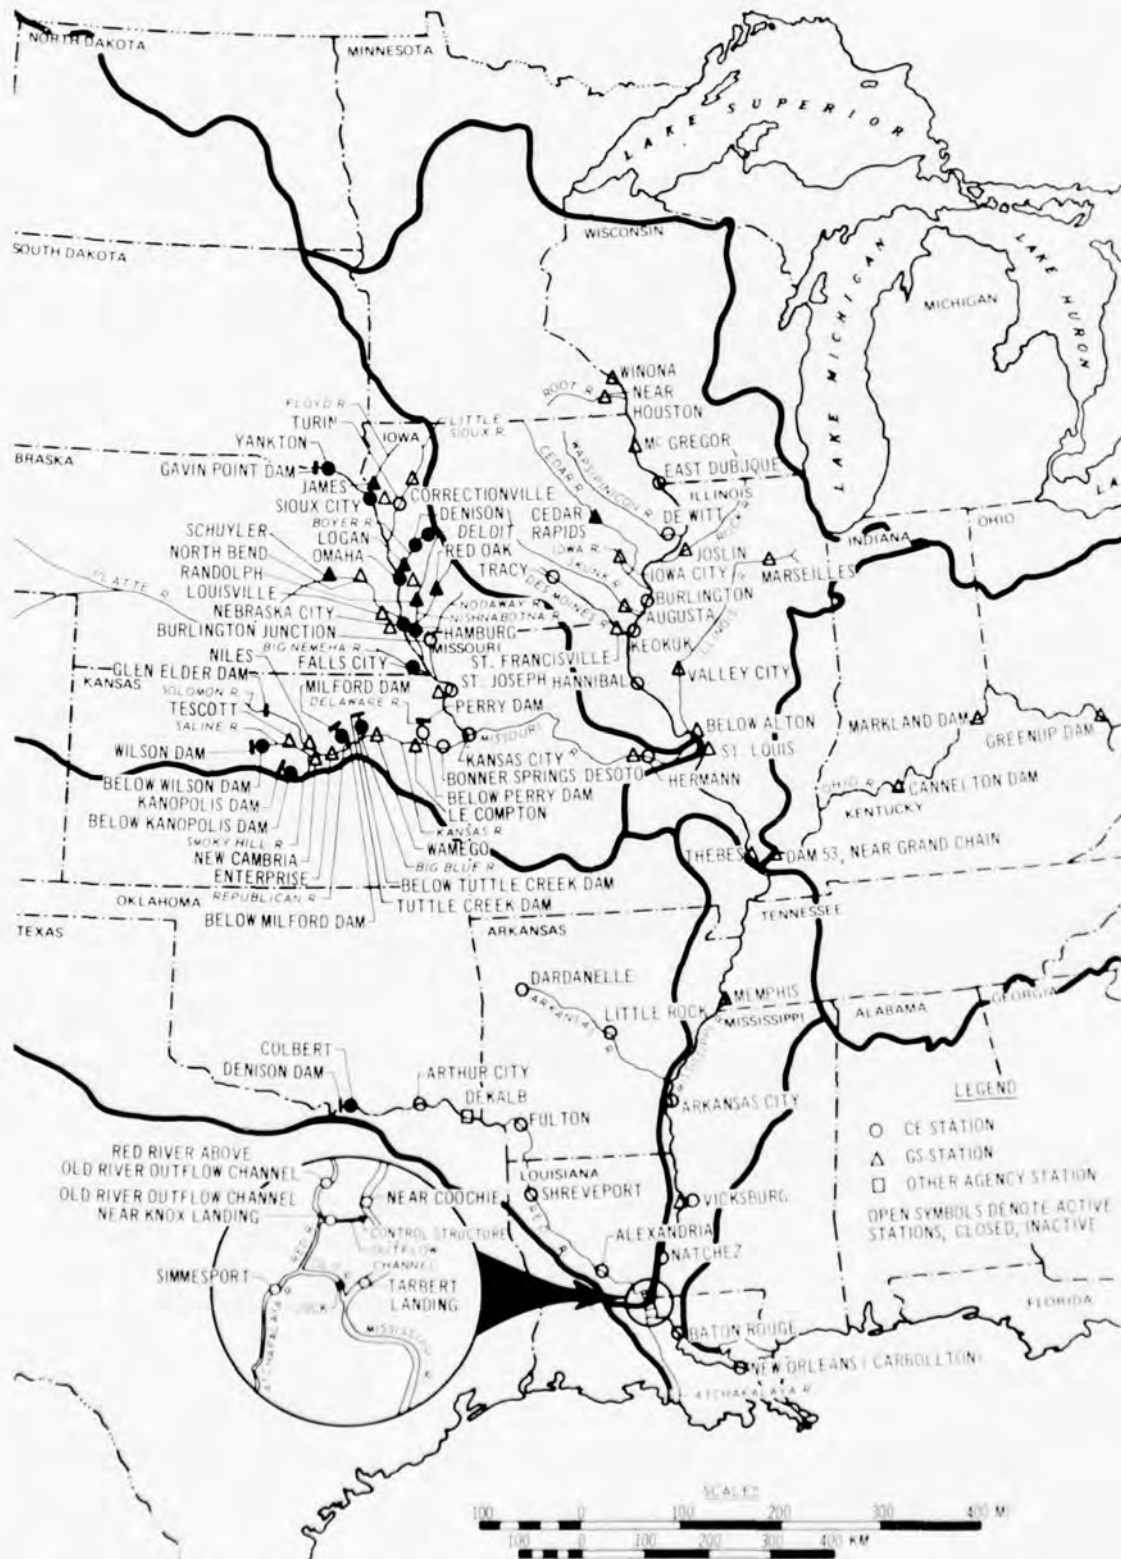 NORTH DAKOTA
MINNESOTA
LAKE SUPERIOR
WISCONSIN
SOUTH DAKOTA
LAKE MICHIGAN
MICHIGAN
LAKE HURON
WINONA
ROOT R.
NEAR
HOUSTON
FLOYD R.
LITTLE
SIOUX R.
TURIN
IOWA
YANKTON
MC GREGOR
BRASKA
GAVIN POINT DAM
WAPSIPINICON R.
CEDAR R.
EAST DUBUQUE
JAMES
ILLINOIS
CORRECTIONVILLE
SIOUX CITY
DE WITT
ROCK R.
OHIO
LA
BOYER R.
DENISON
CEDAR
RAPIDS
INDIANA
SCHUYLER
LOGAN
DELOIT
JOSLIN
NORTH BEND
OMAHA
RED OAK
IOWA R.
IOWA CITY
MARSEILLES
RANDOLPH
TRACY
SKUNK R.
PLATTE R.
LOUISVILLE
NODAWAY R.
DES MOINES R.
BURLINGTON
NEBRASKA CITY
NISHNABOTNA R.
AUGUSTA
BURLINGTON JUNCTION
HAMBURG
MISSOURI
KEOKUK
BIG NEMEHA R.
ST. FRANCISVILLE
NILES
FALLS CITY
GLEN ELDER DAM
MILFORD DAM
ST. JOSEPH
HANNIBAL
VALLEY CITY
KANSAS
SOLOMON R.
DELAWARE R.
PERRY DAM
TESCOTT
BELOW ALTON
MARKLAND DAM
SALINE R.
MISSOURI
R.
GREENUP DAM
WILSON DAM
KANSAS CITY
ST. LOUIS
BONNER SPRINGS DESOTO
HERMANN
BELOW WILSON DAM
BELOW PERRY DAM
OHIO R.
CANNELTON DAM
KANOPOLIS DAM
LE COMPTON
KENTUCKY
BELOW KANOPOLIS DAM
KANSAS R.
SMOKY HILL R.
WAMEGO
THEBES
DAM 53, NEAR GRAND CHAIN
NEW CAMBRIA
BIG BLUE R.
ENTERPRISE
BELOW TUTTLE CREEK DAM
OKLAHOMA
REPUBLICAN R.
TUTTLE CREEK DAM
TENNESSEE
BELOW MILFORD DAM
TEXAS
ARKANSAS
DARDANELLE
MEMPHIS
GEORGIA
ARKANSAS R.
LITTLE ROCK
MISSISSIPPI
ALABAMA
COLBERT
DENISON DAM
ARTHUR CITY
LEGEND
DEKALB
ARKANSAS CITY
FULTON
CE STATION
GS STATION
RED RIVER ABOVE
OLD RIVER OUTFLOW CHANNEL
LOUISIANA
OTHER AGENCY STATION
OLD RIVER OUTFLOW CHANNEL
NEAR KNOX LANDING
NEAR COOCHIE
SHREVEPORT
VICKSBURG
OPEN SYMBOLS DENOTE ACTIVE
STATIONS, CLOSED, INACTIVE
RED R.
CONTROL STRUCTURE
OUTFLOW
CHANNEL
RED R.
ALEXANDRIA
NATCHEZ
SIMMESPORT
LOCK
TARBERT
LANDING
FLORIDA
ATCHAFALAYA R.
MISSISSIPPI R.
BATON ROUGE
NEW ORLEANS (CARROLLTON)
ATCHAFALAYA R.
SCALES
100 0 100 200 300 400 MI
100 0 100 200 300 400 KM